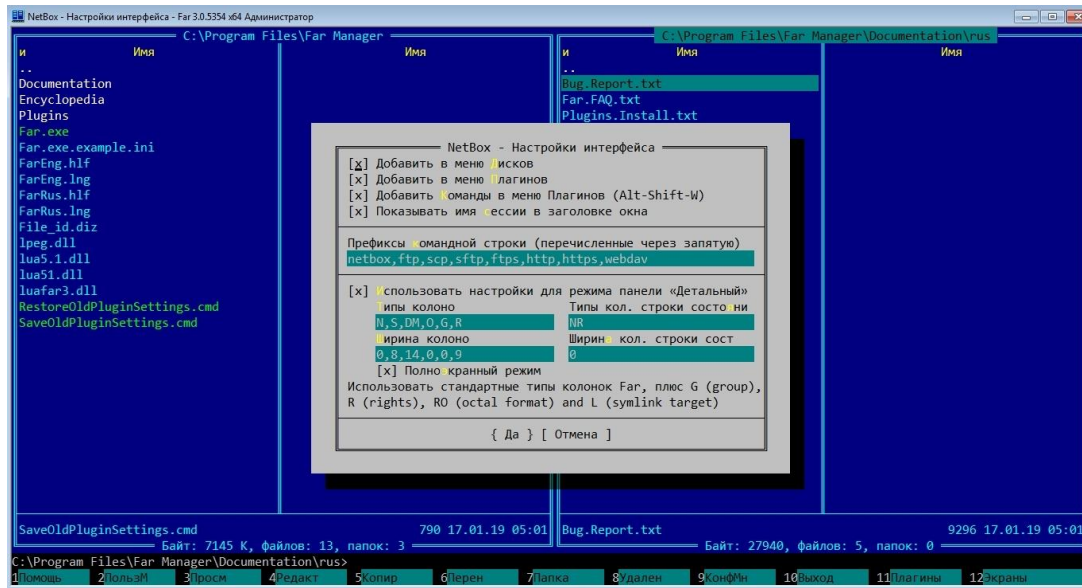 NetBox - Настройки интерфейса - Far 3.0.5354 x64 Администратор
C:\Program Files\Far Manager
C:\Program Files\Far Manager\Documentation\rus
и Имя Имя
и Имя Имя
..
Documentation
Encyclopedia
Plugins
Far.exe
Far.exe.example.ini
FarEng.hlf
FarEng.lng
FarRus.hlf
FarRus.lng
File_id.diz
lpeg.dll
lua5.1.dll
lua51.dll
luafar3.dll
RestoreOldPluginSettings.cmd
SaveOldPluginSettings.cmd
..
Bug.Report.txt
Far.FAQ.txt
Plugins.Install.txt
NetBox - Настройки интерфейса
[x] Добавить в меню Дисков
[x] Добавить в меню Плагинов
[x] Добавить Команды в меню Плагинов (Alt-Shift-W)
[x] Показывать имя сессии в заголовке окна
Префиксы командной строки (перечисленные через запятую)
netbox,ftp,scp,sftp,ftps,http,https,webdav
[x] Использовать настройки для режима панели «Детальный»
Типы колоно Типы кол. строки состояни
N,S,DM,O,G,R NR
Ширина колоно Ширина кол. строки сост
0,8,14,0,0,9 0
[x] Полноэкранный режим
Использовать стандартные типы колонок Far, плюс G (group),
R (rights), RO (octal format) and L (symlink target)
{ Да } [ Отмена ]
SaveOldPluginSettings.cmd 790 17.01.19 05:01
Байт: 7145 K, файлов: 13, папок: 3
Bug.Report.txt 9296 17.01.19 05:01
Байт: 27940, файлов: 5, папок: 0
C:\Program Files\Far Manager\Documentation\rus>
1Помощь 2ПользМ 3Просм 4Редакт 5Копир 6Перен 7Папка 8Удален 9КонфМн 10Выход 11Плагины 12Экраны